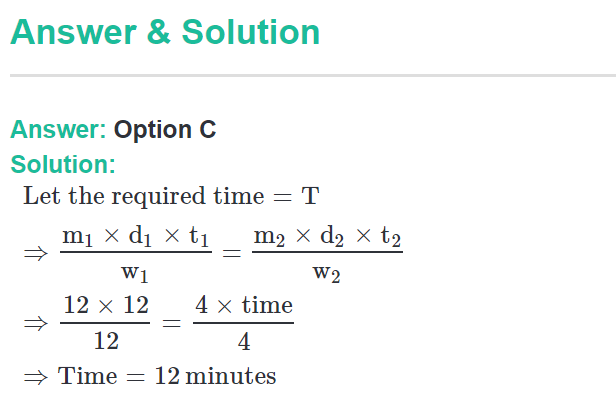 Answer & Solution
Answer: Option C
Solution:
Let the required time = T
⇒ m₁ × d₁ × t₁ / w₁ = m₂ × d₂ × t₂ / w₂
⇒ 12 × 12 / 12 = 4 × time / 4
⇒ Time = 12 minutes